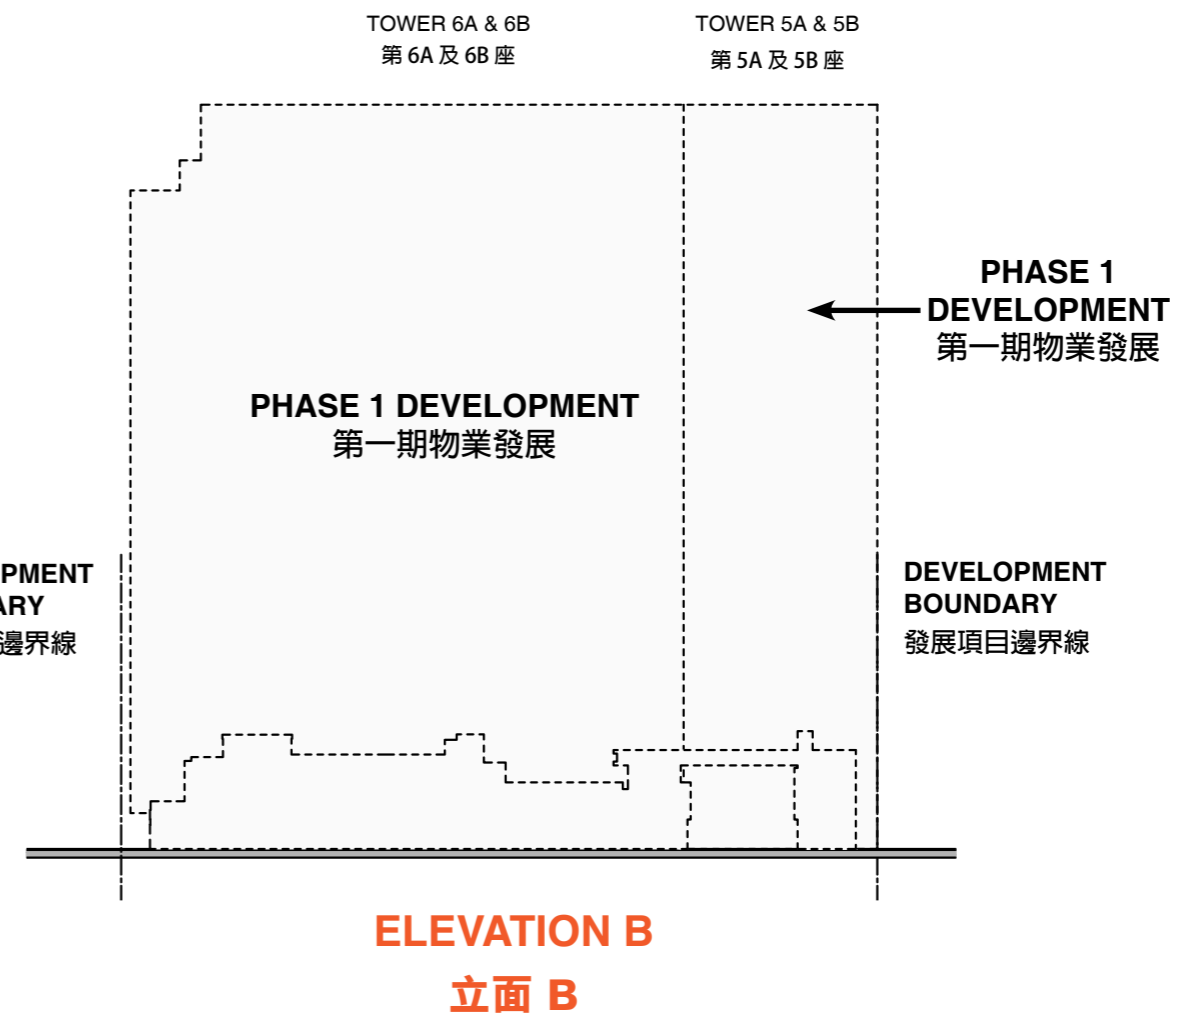 TOWER 6A & 6B
第 6A 及 6B 座
TOWER 5A & 5B
第 5A 及 5B 座
PHASE 1
DEVELOPMENT
第一期物業發展
PHASE 1 DEVELOPMENT
第一期物業發展
PMENT
ARY
邊界線
DEVELOPMENT
BOUNDARY
發展項目邊界線
ELEVATION B
立面 B